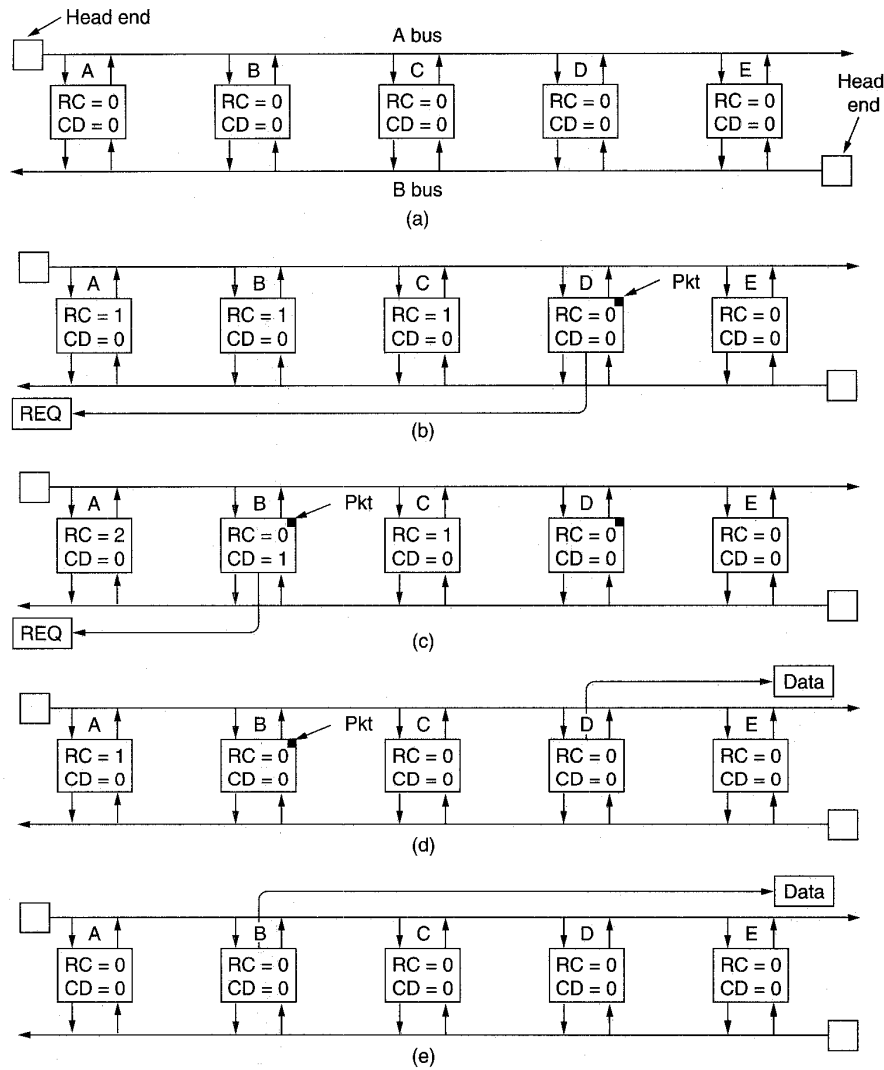 Head end
A bus
A B C D E
Head
end
RC = 0 RC = 0 RC = 0 RC = 0 RC = 0
CD = 0 CD = 0 CD = 0 CD = 0 CD = 0
B bus
(a)
A B C D Pkt E
RC = 1 RC = 1 RC = 1 RC = 0 RC = 0
CD = 0 CD = 0 CD = 0 CD = 0 CD = 0
REQ
(b)
A B Pkt C D E
RC = 2 RC = 0 RC = 1 RC = 0 RC = 0
CD = 0 CD = 1 CD = 0 CD = 0 CD = 0
REQ
(c)
Data
A B Pkt C D E
RC = 1 RC = 0 RC = 0 RC = 0 RC = 0
CD = 0 CD = 0 CD = 0 CD = 0 CD = 0
(d)
Data
A B C D E
RC = 0 RC = 0 RC = 0 RC = 0 RC = 0
CD = 0 CD = 0 CD = 0 CD = 0 CD = 0
(e)